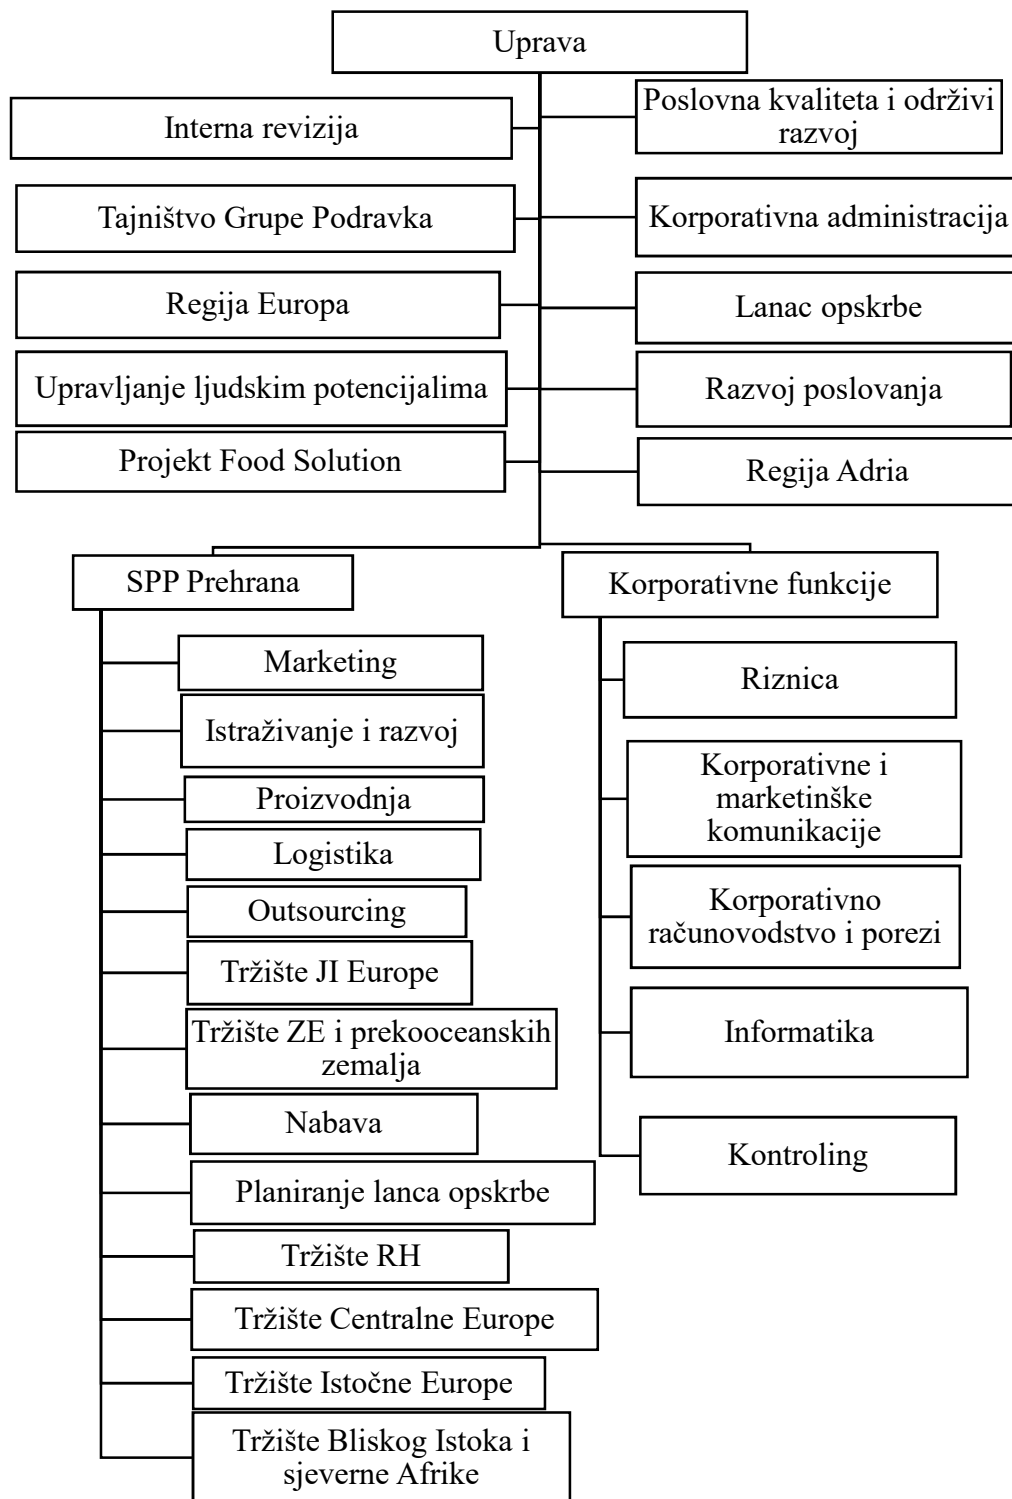 Uprava
Interna revizija
Poslovna kvaliteta i održivi
razvoj
Tajništvo Grupe Podravka
Korporativna administracija
Regija Europa
Lanac opskrbe
Upravljanje ljudskim potencijalima
Razvoj poslovanja
Projekt Food Solution
Regija Adria
SPP Prehrana
Marketing
Istraživanje i razvoj
Proizvodnja
Logistika
Outsourcing
Tržište JI Europe
Tržište ZE i prekooceanskih
zemalja
Nabava
Planiranje lanca opskrbe
Tržište RH
Tržište Centralne Europe
Tržište Istočne Europe
Tržište Bliskog Istoka i
sjeverne Afrike
Korporativne funkcije
Riznica
Korporativne i
marketinške
komunikacije
Korporativno
računovodstvo i porezi
Informatika
Kontroling